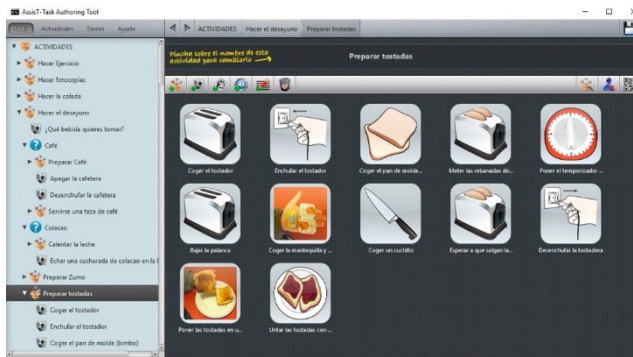 AssisT-Task Authoring Tool
Actividades Tareas Ayuda
ACTIVIDADES Hacer el desayuno Preparar tostadas
ACTIVIDADES
Hacer Ejercicio
Hacer fotocopias
Hacer la colada
Hacer el desayuno
¿Qué bebida quieres tomar?
Café
Preparar Café
Apagar la cafetera
Desenchufar la cafetera
Servirse una taza de café
Colacao
Calentar la leche
Echar una cucharada de colacao en la l
Preparar Zumo
Preparar tostadas
Coger el tostador
Enchufar el tostador
Coger el pan de molde (bimbo)
Pincha sobre el nombre de esta
actividad para cambiarlo
Preparar tostadas
Coger el tostador
Enchufar el tostador
Coger el pan de molde...
Meter las rebanadas de...
Poner el temporizador ...
Bajar la palanca
Coger la mantequilla y ...
Coger un cuchillo
Esperar a que salgan la...
Desenchufar la tostadora
Poner las tostadas en u...
Untar las tostadas con ...